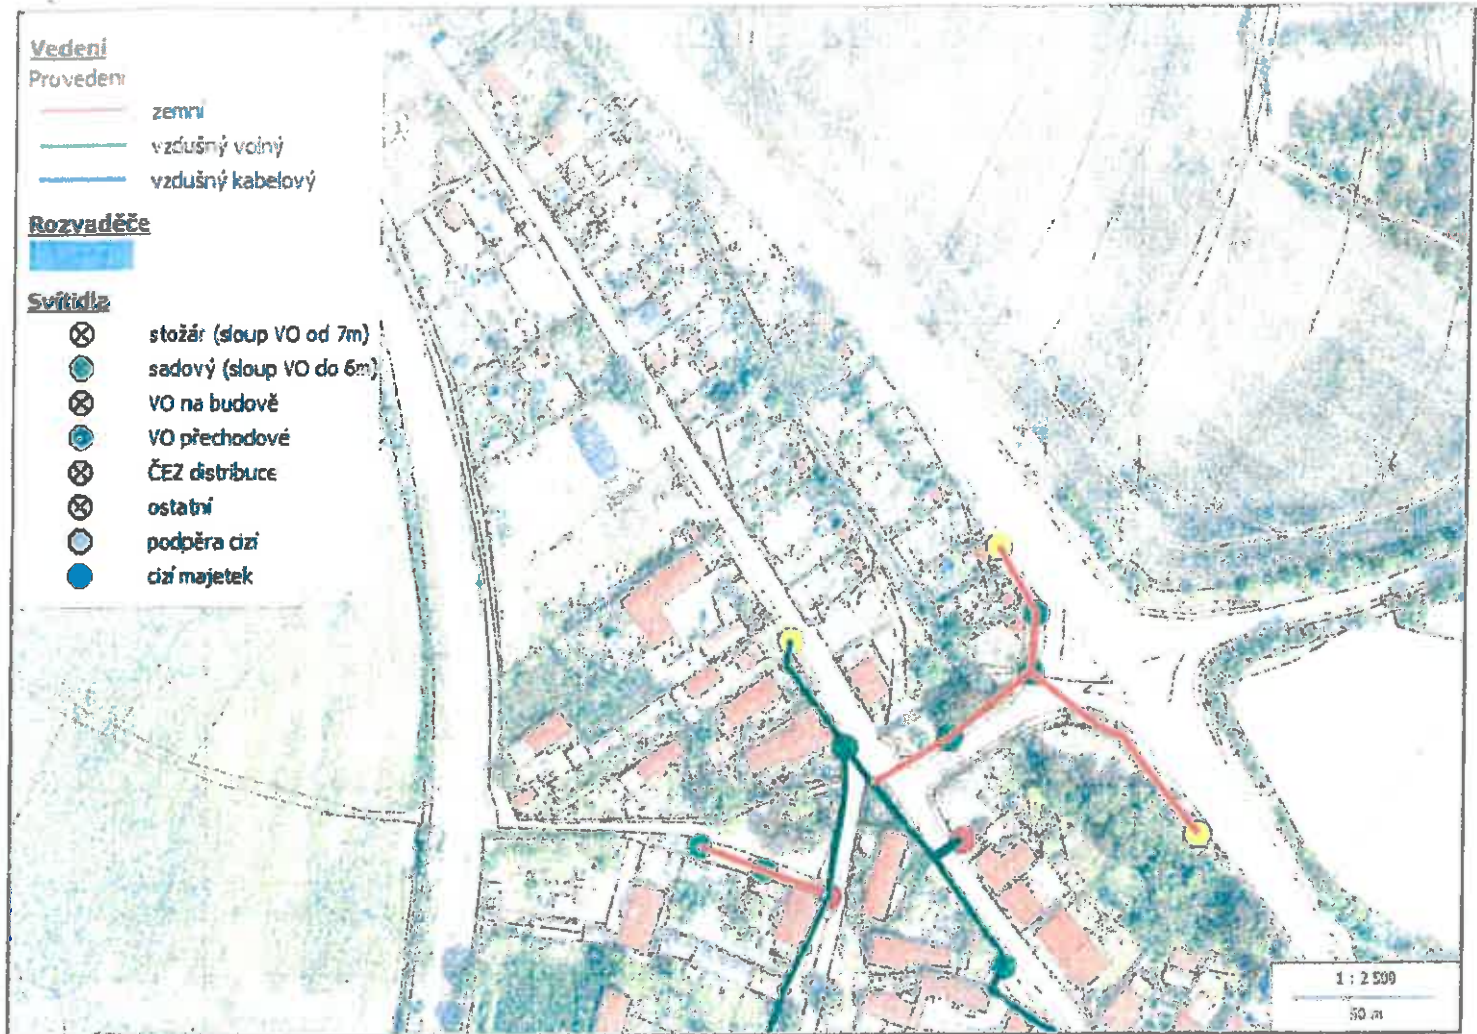 Vedení
Provedení
zemní
vzdušný volný
vzdušný kabelový
Rozvaděče
Svítidla
stožár (sloup VO od 7m)
sadový (sloup VO do 6m)
VO na budově
VO přechodové
ČEZ distribuce
ostatní
podpěra cizí
cizí majetek
1 : 2 500
50 m